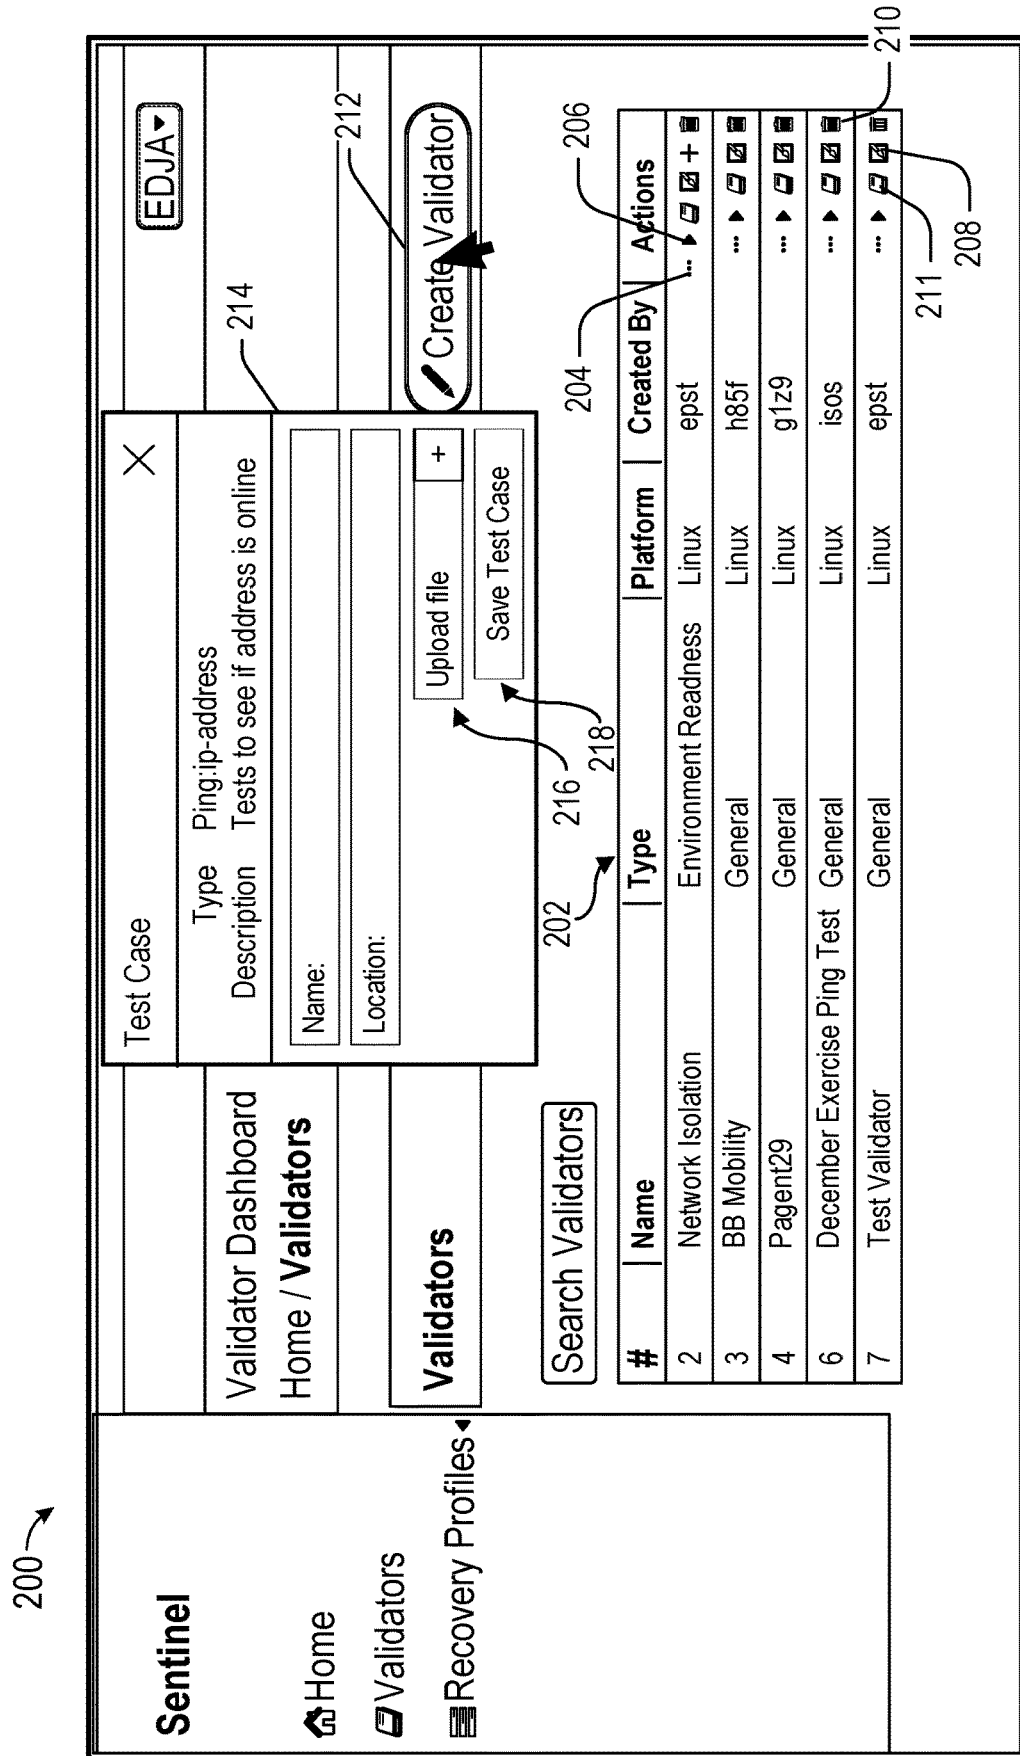 200
Sentinel
Home
Validators
Recovery Profiles
EDJA
Validator Dashboard
Home / Validators
Validators
Create Validator
212
Test Case
Type Ping:ip-address
Description Tests to see if address is online
Name:
Location:
Upload file +
Save Test Case
214
216
218
Search Validators
202
204
206
# Name Type Platform Created By Actions
2 Network Isolation Environment Readness Linux epst ... +
3 BB Mobility General Linux h85f ...
4 Pagent29 General Linux g1z9 ...
6 December Exercise Ping Test General Linux isos ...
7 Test Validator General Linux epst ...
210
211
208